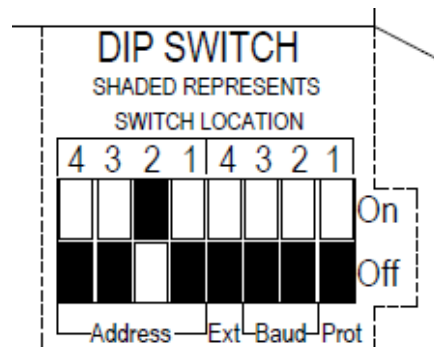 DIP SWITCH
SHADED REPRESENTS
SWITCH LOCATION
4 3 2 1 4 3 2 1
On
Off
Address Ext Baud Prot